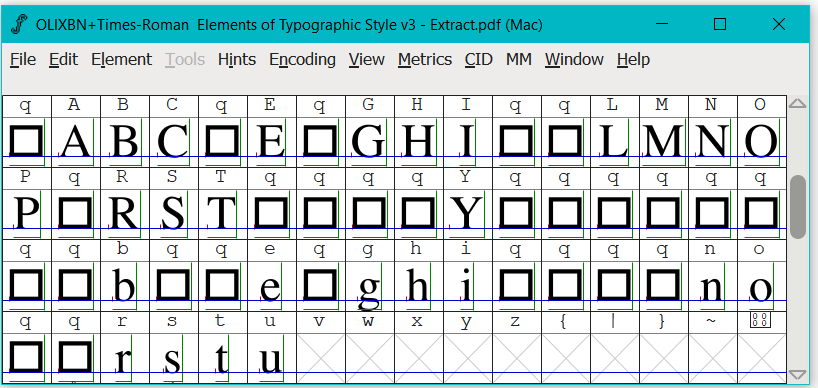 OLIXBN+Times-Roman Elements of Typographic Style v3 - Extract.pdf (Mac)
File Edit Element Tools Hints Encoding View Metrics CID MM Window Help
q A B C q E q G H I q q L M N O
□ A B C □ E □ G H I □ □ L M N O
P q R S T q q q q Y q q q q q q
P □ R S T □ □ □ □ Y □ □ □ □ □ □
q q b q q e q g h i q q q q n o
□ □ b □ □ e □ g h i □ □ □ □ n o
q q r s t u v w x y z { | } ~
□ □ r s t u